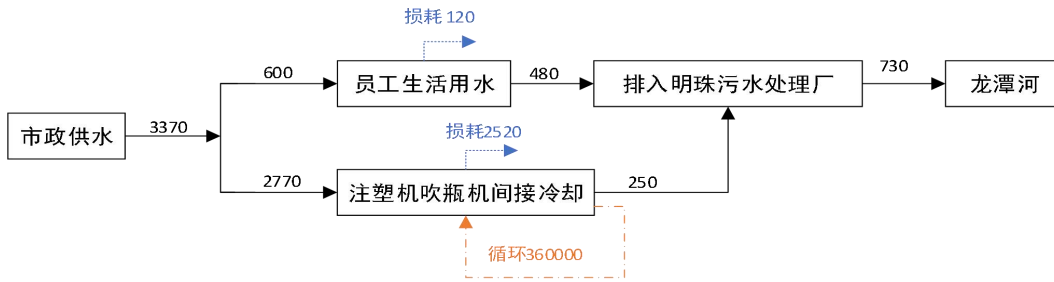 损耗 120
600
员工生活用水
480
排入明珠污水处理厂
730
龙潭河
市政供水
3370
损耗2520
2770
注塑机吹瓶机间接冷却
250
循环360000